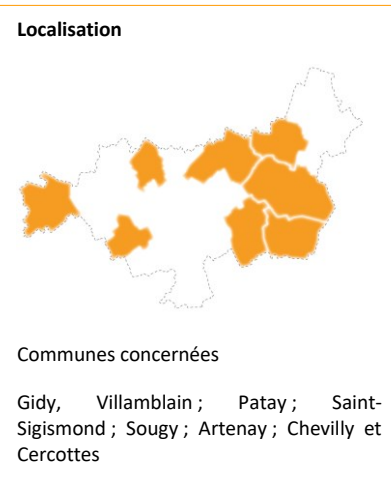 Localisation
Communes concernées
Gidy, Villamblain ; Patay ; Saint-
Sigismond ; Sougy ; Artenay ; Chevilly et
Cercottes